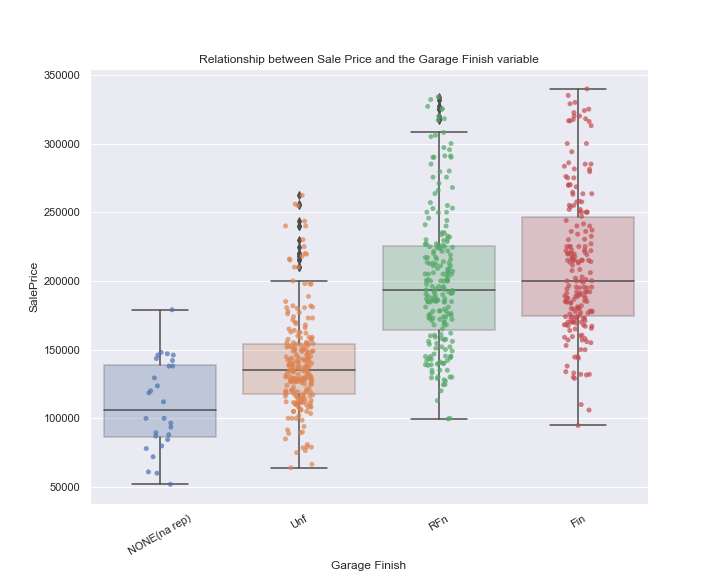 Relationship between Sale Price and the Garage Finish variable
350000
300000
250000
200000
150000
100000
50000
SalePrice
NONE(na rep)
Unf
RFn
Fin
Garage Finish